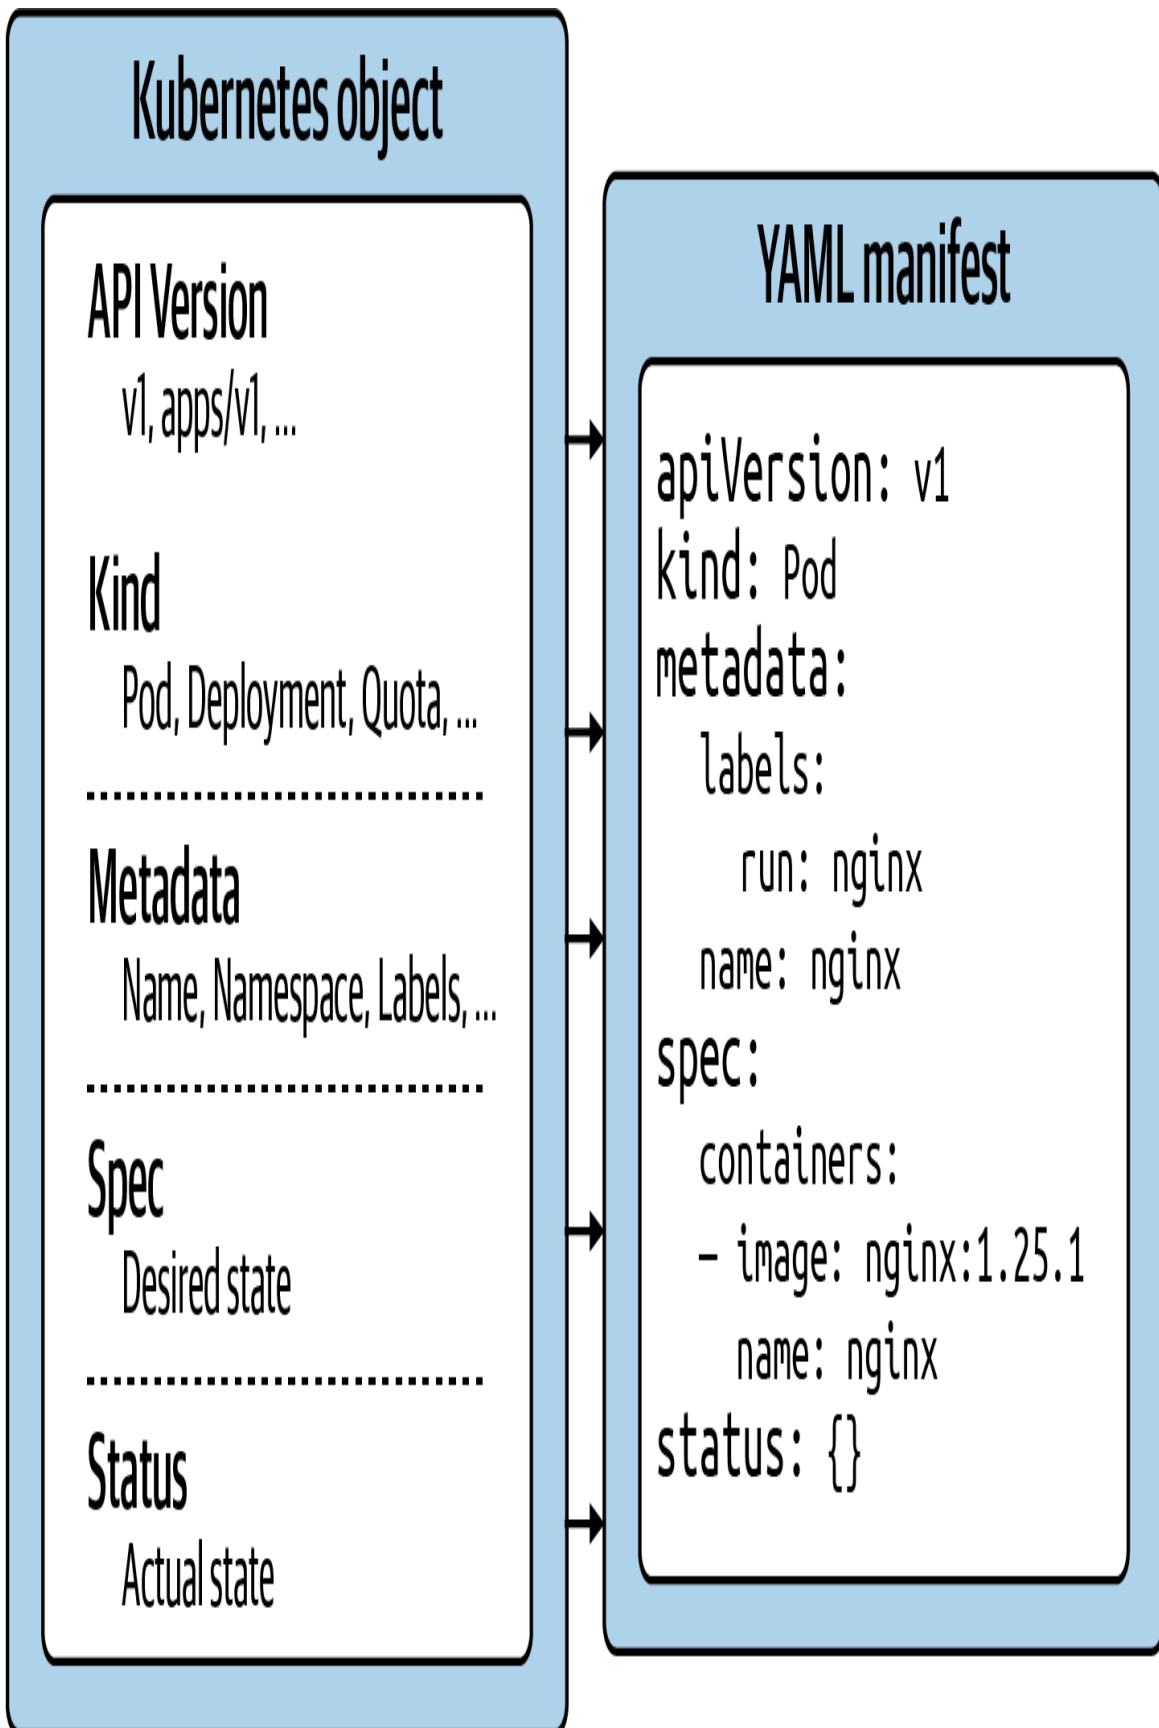 Kubernetes object
API Version
v1, apps/v1, ...
Kind
Pod, Deployment, Quota, ...
Metadata
Name, Namespace, Labels, ...
Spec
Desired state
Status
Actual state
YAML manifest
apiVersion: v1
kind: Pod
metadata:
  labels:
    run: nginx
  name: nginx
spec:
  containers:
  – image: nginx:1.25.1
    name: nginx
status: {}